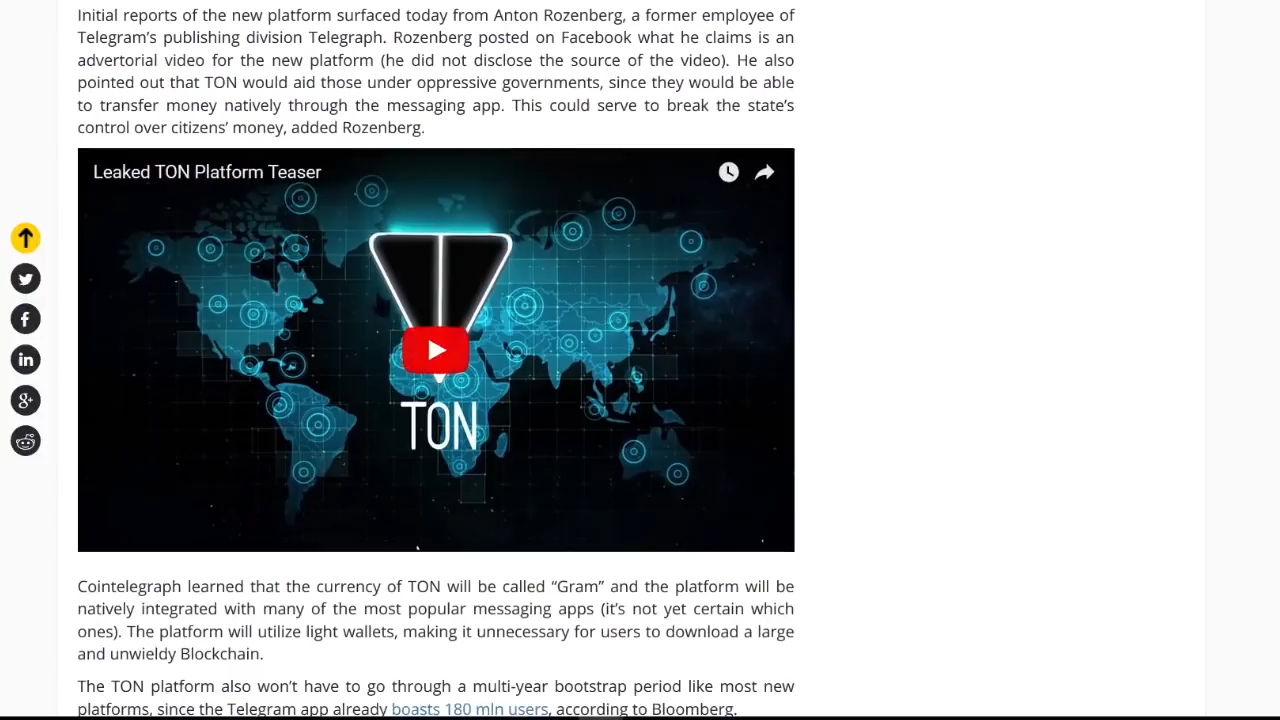 Initial reports of the new platform surfaced today from Anton Rozenberg, a former employee of
Telegram’s publishing division Telegraph. Rozenberg posted on Facebook what he claims is an
advertorial video for the new platform (he did not disclose the source of the video). He also
pointed out that TON would aid those under oppressive governments, since they would be able
to transfer money natively through the messaging app. This could serve to break the state’s
control over citizens’ money, added Rozenberg.
Leaked TON Platform Teaser
TON
Cointelegraph learned that the currency of TON will be called “Gram” and the platform will be
natively integrated with many of the most popular messaging apps (it’s not yet certain which
ones). The platform will utilize light wallets, making it unnecessary for users to download a large
and unwieldy Blockchain.
The TON platform also won’t have to go through a multi-year bootstrap period like most new
platforms, since the Telegram app already boasts 180 mln users, according to Bloomberg.